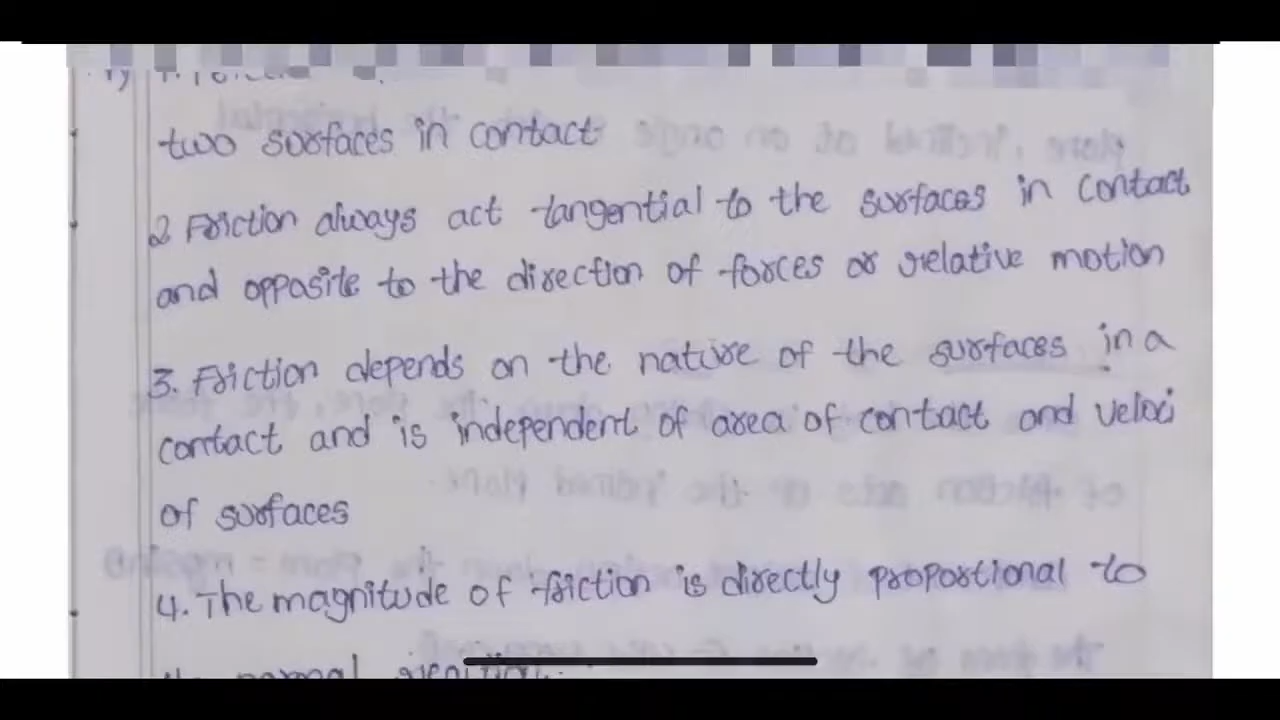 two surfaces in contact
2 Friction always act tangential to the surfaces in contact
and opposite to the direction of forces or relative motion
3. Friction depends on the nature of the surfaces in a
contact and is independent of area of contact and veloci
of surfaces
4. The magnitude of friction is directly proportional to
normal